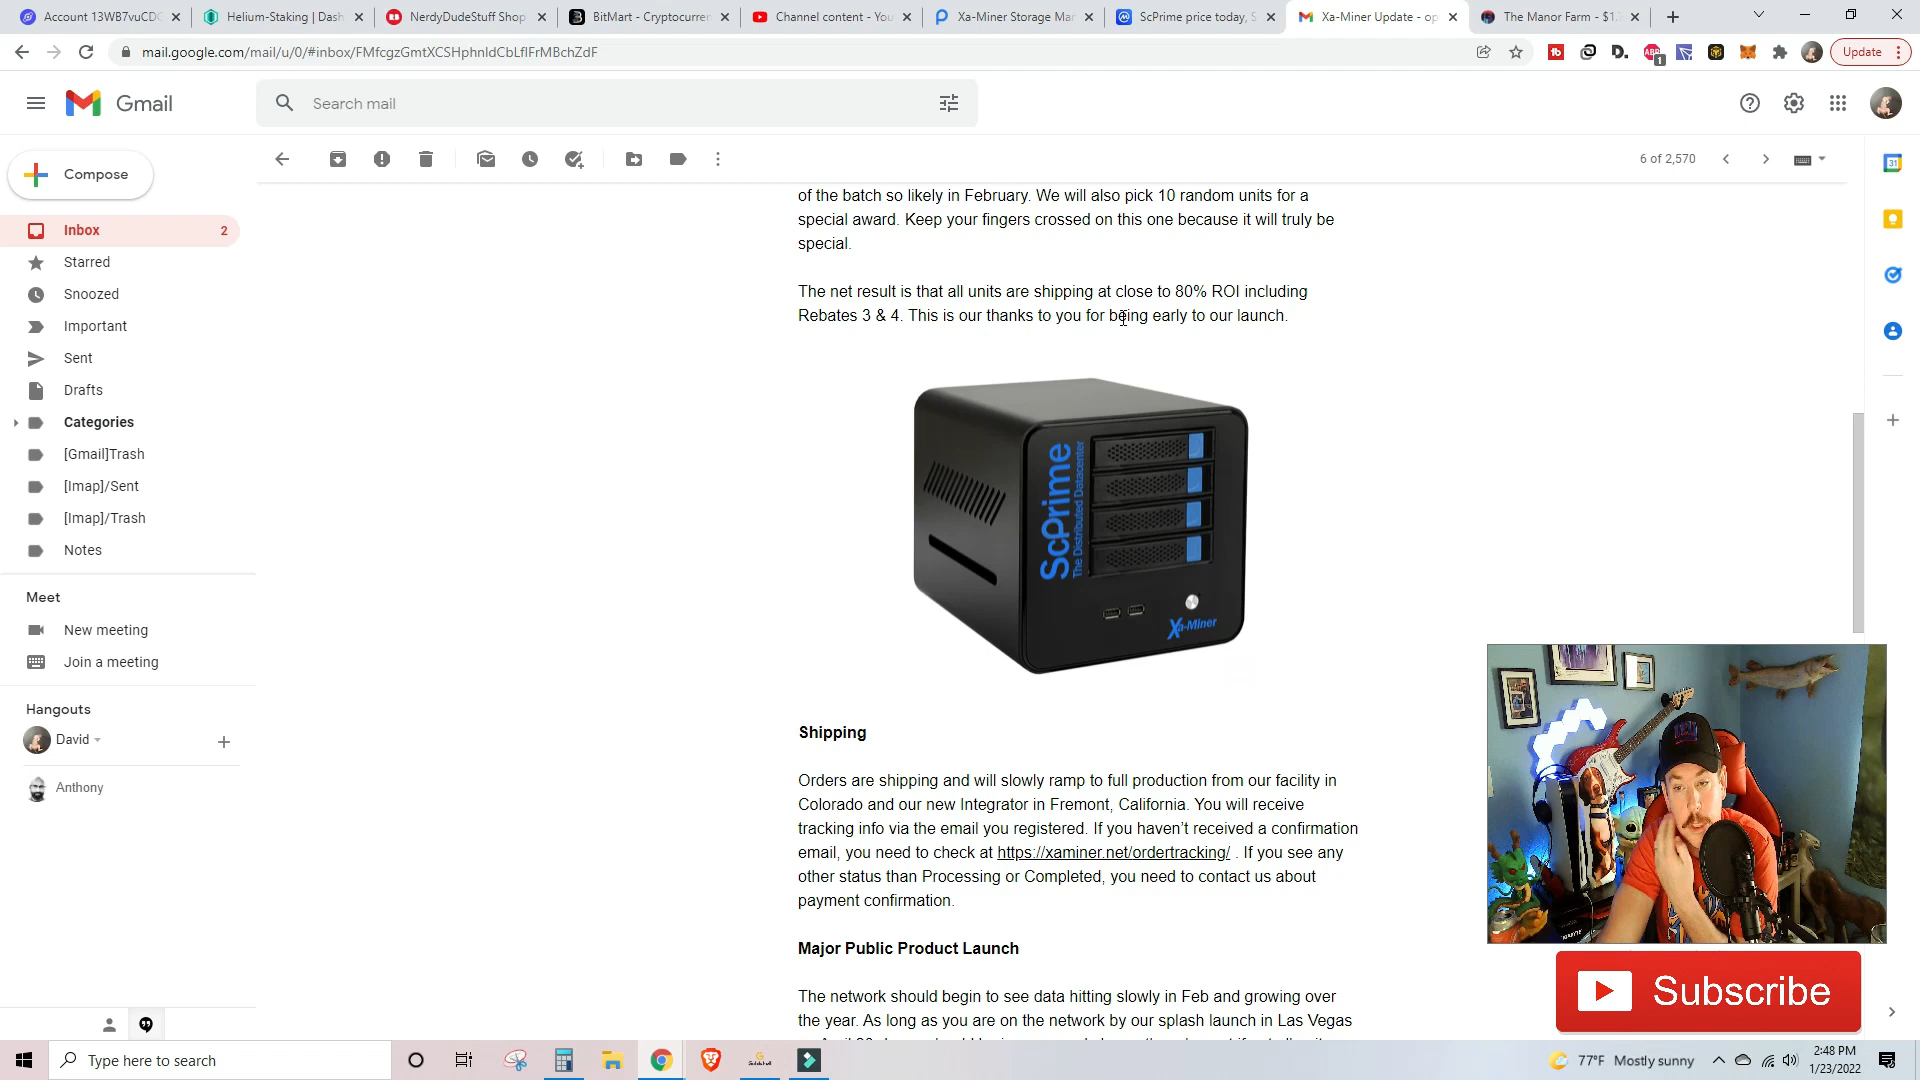 Account 13WB7vuCDG
Helium-Staking | Dash
NerdyDudeStuff Shop
BitMart - Cryptocurren
Channel content - You
Xa-Miner Storage Mar
ScPrime price today, S
Xa-Miner Update - op
The Manor Farm - $1.
mail.google.com/mail/u/0/#inbox/FMfcgzGmtXCSHphnldCbLflFrMBchZdF
Update
Gmail
Search mail
Compose
6 of 2,570
Inbox 2
Starred
Snoozed
Important
Sent
Drafts
Categories
[Gmail]Trash
[Imap]/Sent
[Imap]/Trash
Notes
Meet
New meeting
Join a meeting
Hangouts
David
Anthony
of the batch so likely in February. We will also pick 10 random units for a
special award. Keep your fingers crossed on this one because it will truly be
special.
The net result is that all units are shipping at close to 80% ROI including
Rebates 3 & 4. This is our thanks to you for being early to our launch.
ScPrime
The Distributed Datacenter
Xa-Miner
Shipping
Orders are shipping and will slowly ramp to full production from our facility in
Colorado and our new Integrator in Fremont, California. You will receive
tracking info via the email you registered. If you haven't received a confirmation
email, you need to check at https://xaminer.net/ordertracking/ . If you see any
other status than Processing or Completed, you need to contact us about
payment confirmation.
Major Public Product Launch
The network should begin to see data hitting slowly in Feb and growing over
the year. As long as you are on the network by our splash launch in Las Vegas
Subscribe
Type here to search
77°F Mostly sunny
2:48 PM
1/23/2022